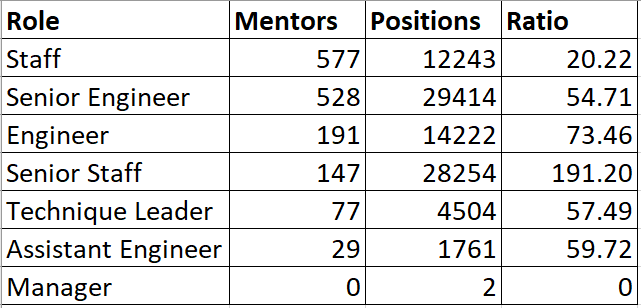 Role Mentors Positions Ratio
Staff 577 12243 20.22
Senior Engineer 528 29414 54.71
Engineer 191 14222 73.46
Senior Staff 147 28254 191.20
Technique Leader 77 4504 57.49
Assistant Engineer 29 1761 59.72
Manager 0 2 0